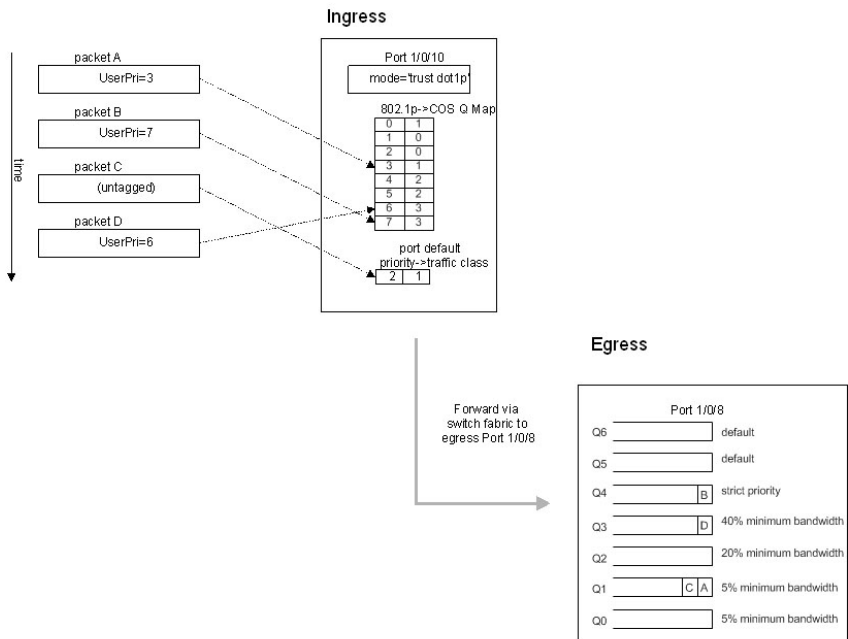 Ingress
packet A
UserPri=3
packet B
UserPri=7
packet C
(untagged)
packet D
UserPri=6
time
Port 1/0/10
mode='trust dot1p'
802.1p->COS Q Map
0 1
1 0
2 0
3 1
4 2
5 2
6 3
7 3
port default
priority->traffic class
2 1
Forward via
switch fabric to
egress Port 1/0/8
Egress
Port 1/0/8
Q6 default
Q5 default
Q4 B strict priority
Q3 D 40% minimum bandwidth
Q2 20% minimum bandwidth
Q1 C A 5% minimum bandwidth
Q0 5% minimum bandwidth